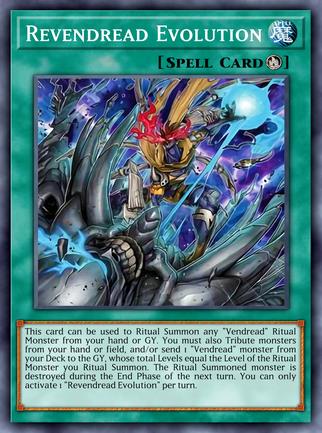 Revendread Evolution
[Spell Card]
This card can be used to Ritual Summon any "Vendread" Ritual
Monster from your hand or GY. You must also Tribute monsters
from your hand or field, and/or send 1 "Vendread" monster from
your Deck to the GY, whose total Levels equal the Level of the Ritual
Monster you Ritual Summon. The Ritual Summoned monster is
destroyed during the End Phase of the next turn. You can only
activate 1 "Revendread Evolution" per turn.